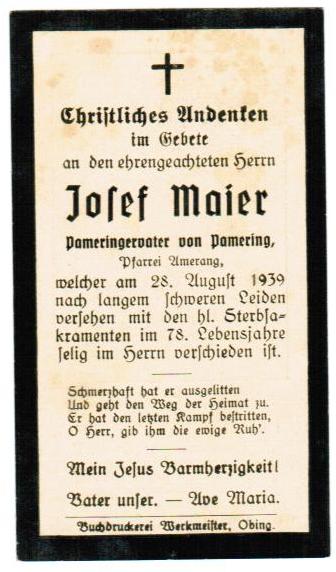 Christliches Andenken
im Gebete
an den ehrengeachteten Herrn
Josef Maier
Pameringervater von Pamering,
Pfarrei Amerang,
welcher am 28. August 1939
nach langem schweren Leiden
versehen mit den hl. Sterbsa-
kramenten im 78. Lebensjahre
selig im Herrn verschieden ist.
Schmerzhaft hat er ausgelitten
Und geht den Weg der Heimat zu.
Er hat den letzten Kampf bestritten,
O Herr, gib ihm die ewige Ruh'.
Mein Jesus Barmherzigkeit!
Vater unser. — Ave Maria.
Buchdruckerei Werkmeister, Obing.